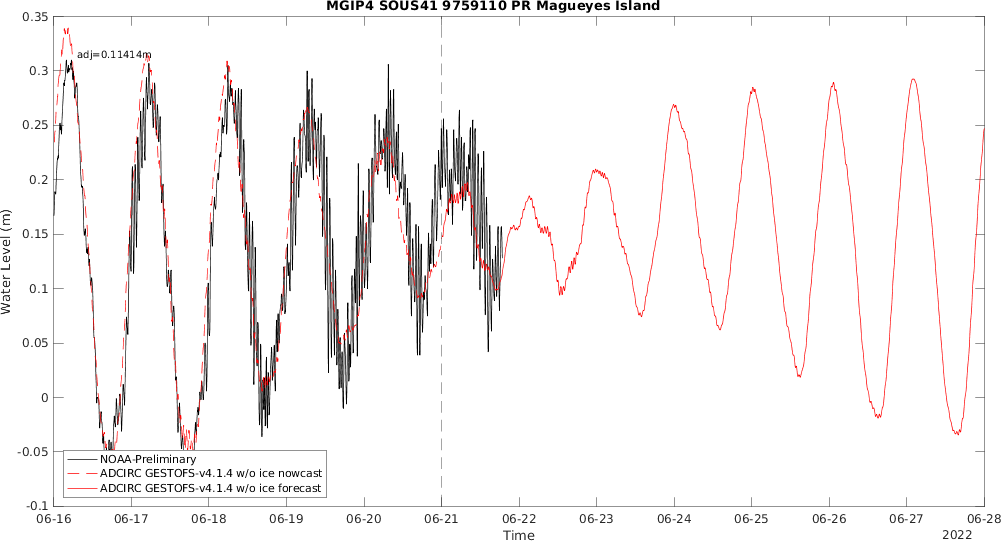 MGIP4 SOUS41 9759110 PR Magueyes Island
0.35
adj=0.11414m
0.3
0.25
0.2
Water Level (m)
0.15
0.1
0.05
0
-0.05
NOAA-Preliminary
ADCIRC GESTOFS-v4.1.4 w/o ice nowcast
ADCIRC GESTOFS-v4.1.4 w/o ice forecast
-0.1
06-16 06-17 06-18 06-19 06-20 06-21 06-22 06-23 06-24 06-25 06-26 06-27 06-28
Time
2022